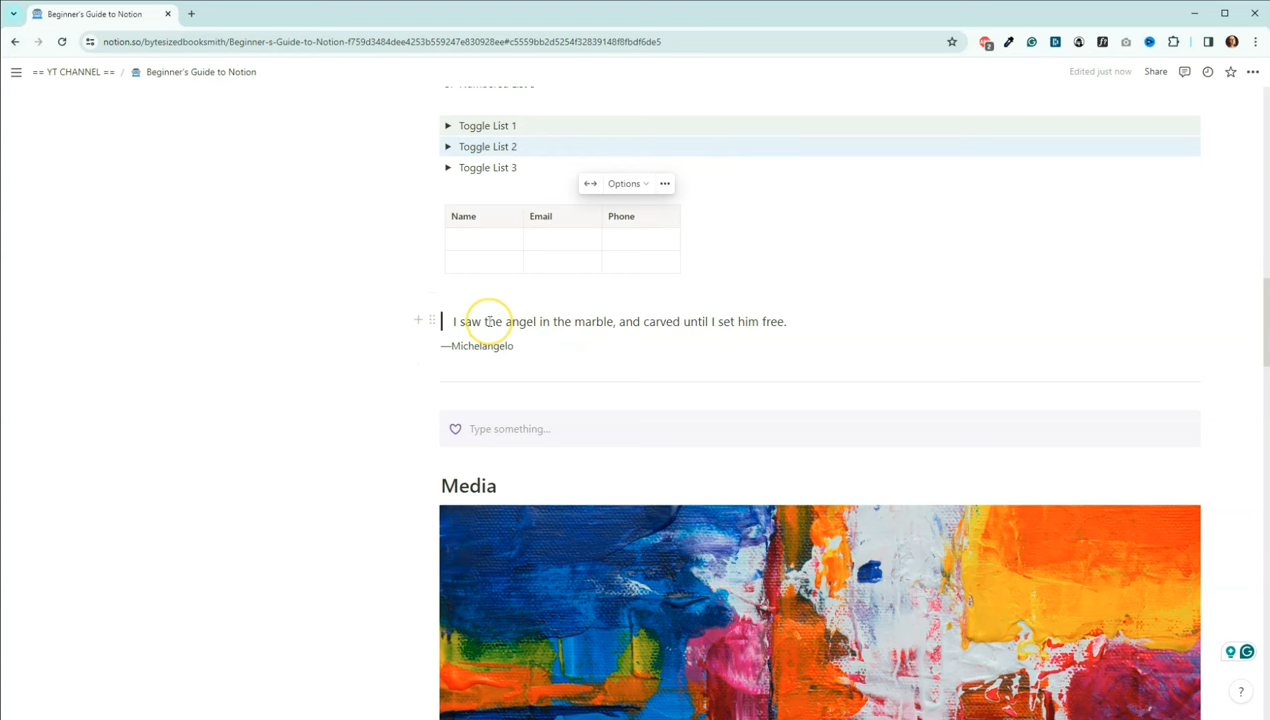 Beginner's Guide to Notion
notion.so/bytesizedbooksmith/Beginner-s-Guide-to-Notion-f759d3484dee4253b559247e830928ee#c5559bb2d5254f32839148f8fbdf6de5
2
== YT CHANNEL == / Beginner's Guide to Notion
Edited just now Share
Toggle List 1
Toggle List 2
Toggle List 3
Options
Name Email Phone
I saw the angel in the marble, and carved until I set him free.
—Michelangelo
Type something...
Media
?